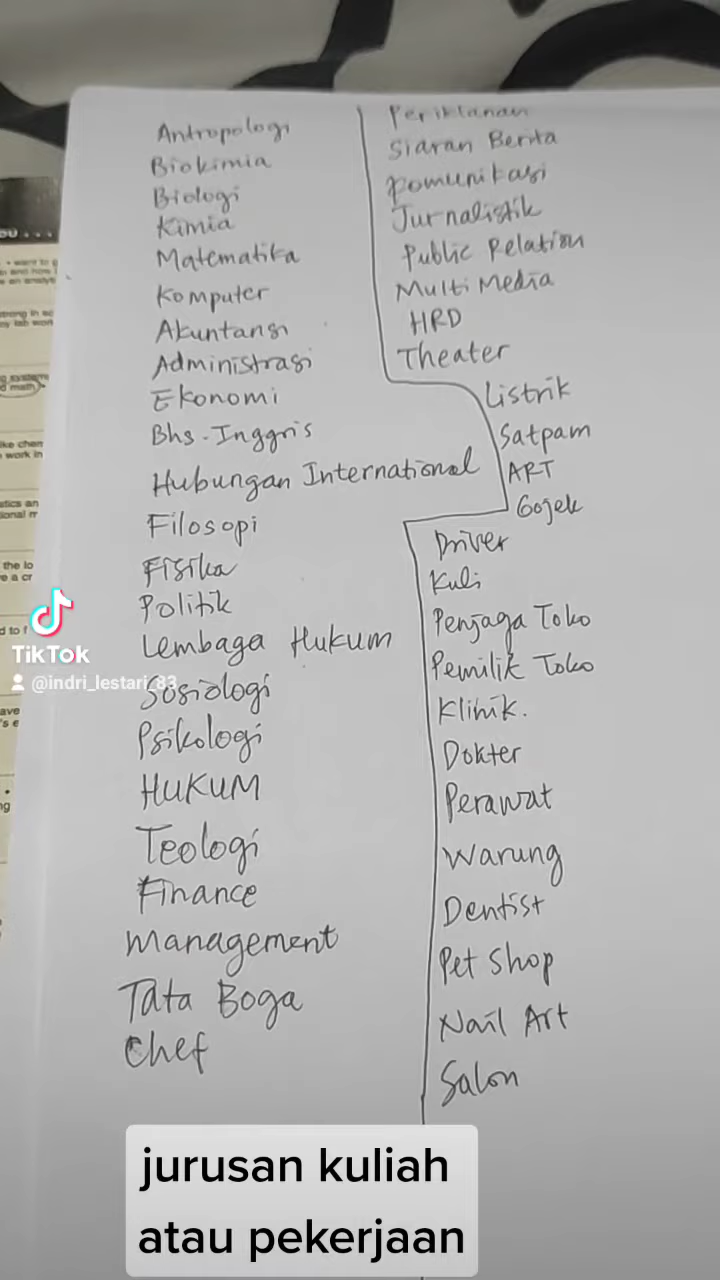 Antropologi
Biokimia
Biologi
Kimia
Matematika
Komputer
Akuntansi
Administrasi
Ekonomi
Bhs. Inggris
Hubungan International
Filosopi
Fisika
Politik
Lembaga Hukum
Sosiologi
Psikologi
HUKUM
Teologi
Finance
Management
Tata Boga
Chef
Periklanan
Siaran Berita
Komunikasi
Jurnalistik
Public Relation
Multi Media
HRD
Theater
Listrik
Satpam
ART
Gojek
Driver
Kuli
Penjaga Toko
Pemilik Toko
Klinik.
Dokter
Perawat
Warung
Dentist
Pet Shop
Nail Art
Salon
TikTok
@indri_lestari_83
jurusan kuliah
atau pekerjaan